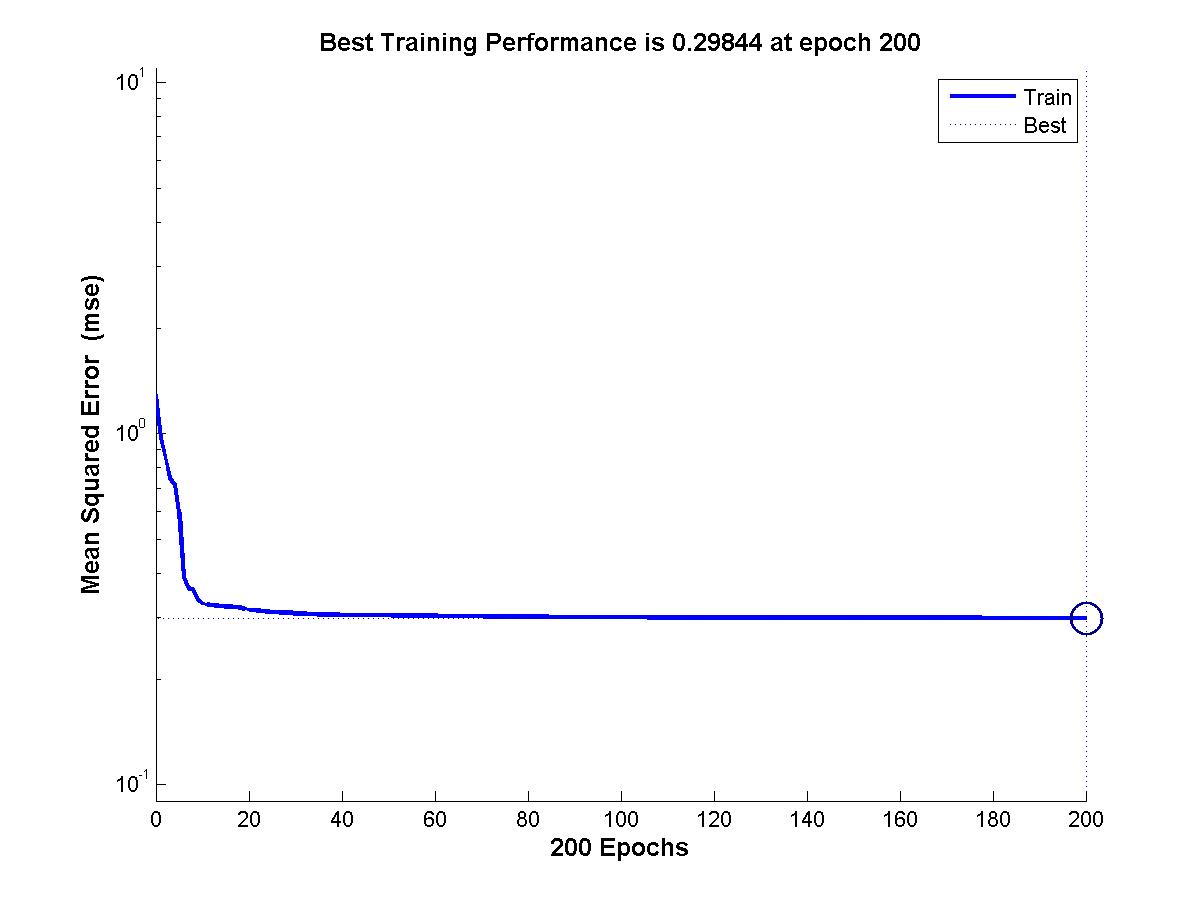 Best Training Performance is 0.29844 at epoch 200
Train
Best
Mean Squared Error (mse)
10^1
10^0
10^-1
0 20 40 60 80 100 120 140 160 180 200
200 Epochs